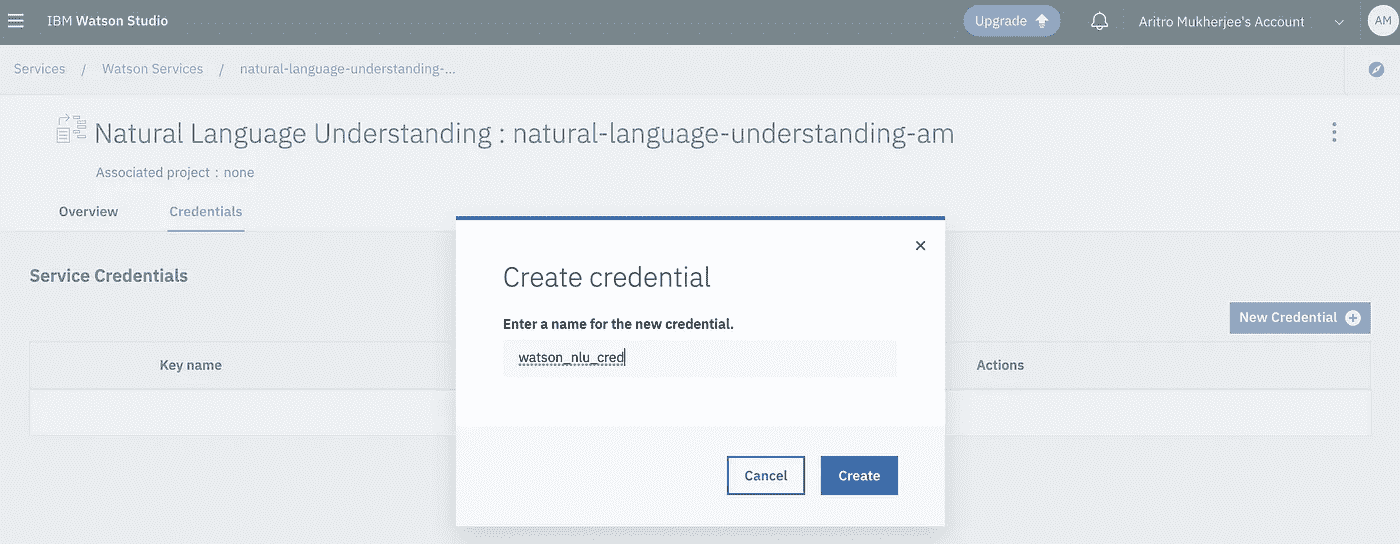 IBM Watson Studio
Upgrade
Aritro Mukherjee's Account
AM
Services / Watson Services / natural-language-understanding-...
Natural Language Understanding : natural-language-understanding-am
Associated project : none
Overview
Credentials
Service Credentials
New Credential
Key name
Actions
Create credential
Enter a name for the new credential.
watson_nlu_cred
Cancel
Create